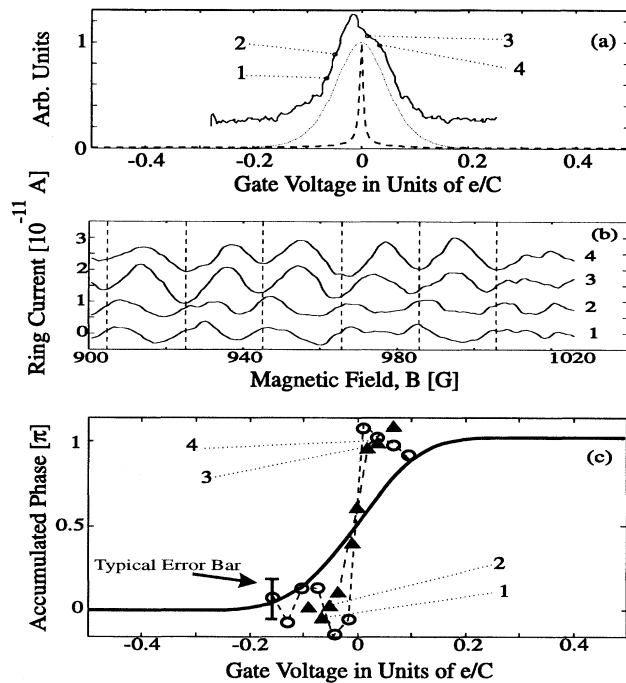 (a)
Arb. Units
1
0
2
1
3
4
-0.4 -0.2 0 0.2 0.4
Gate Voltage in Units of e/C
(b)
Ring Current [10⁻¹¹ A]
3
2
1
0
4
3
2
1
900 940 980 1020
Magnetic Field, B [G]
(c)
Accumulated Phase [π]
1
0.5
0
4
3
Typical Error Bar
2
1
-0.4 -0.2 0 0.2 0.4
Gate Voltage in Units of e/C